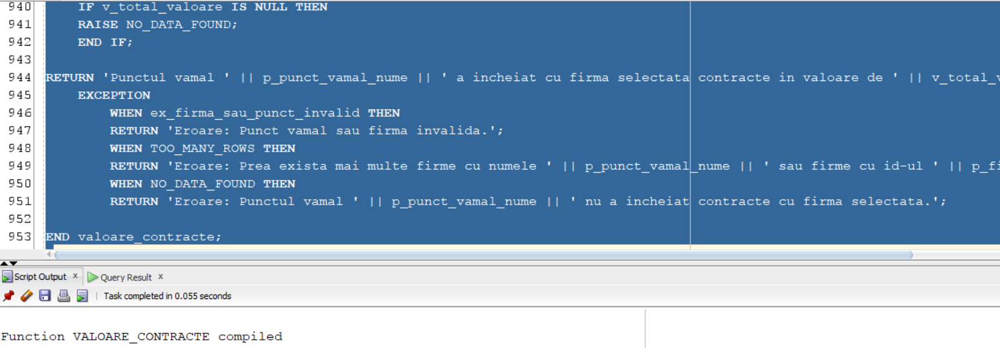 940 IF v_total_valoare IS NULL THEN
941 RAISE NO_DATA_FOUND;
942 END IF;
943
944 RETURN 'Punctul vamal ' || p_punct_vamal_nume || ' a incheiat cu firma selectata contracte in valoare de ' || v_total_v
945 EXCEPTION
946 WHEN ex_firma_sau_punct_invalid THEN
947 RETURN 'Eroare: Punct vamal sau firma invalida.';
948 WHEN TOO_MANY_ROWS THEN
949 RETURN 'Eroare: Prea exista mai multe firme cu numele ' || p_punct_vamal_nume || ' sau firme cu id-ul ' || p_fi
950 WHEN NO_DATA_FOUND THEN
951 RETURN 'Eroare: Punctul vamal ' || p_punct_vamal_nume || ' nu a incheiat contracte cu firma selectata.';
952
953 END valoare_contracte;
Script Output x Query Result x
Task completed in 0.055 seconds
Function VALOARE_CONTRACTE compiled